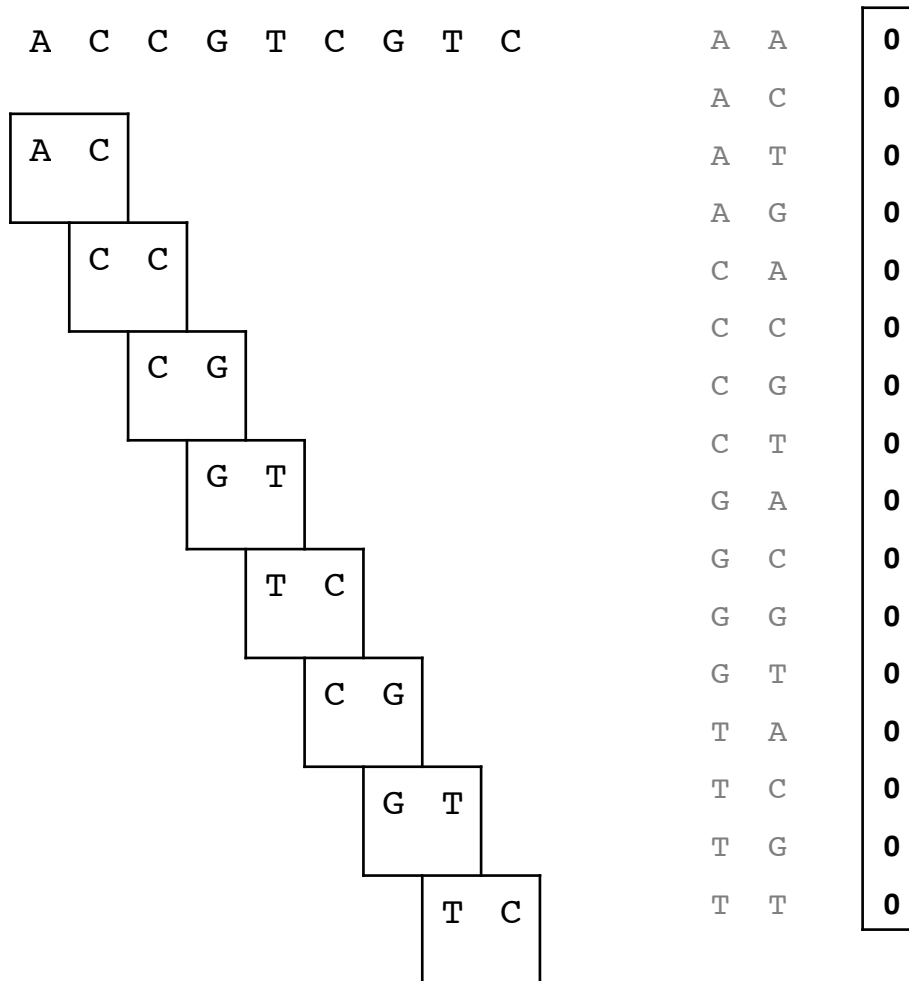 A C C G T C G T C
A C
C C
C G
G T
T C
C G
G T
T C
A A 0
A C 0
A T 0
A G 0
C A 0
C C 0
C G 0
C T 0
G A 0
G C 0
G G 0
G T 0
T A 0
T C 0
T G 0
T T 0